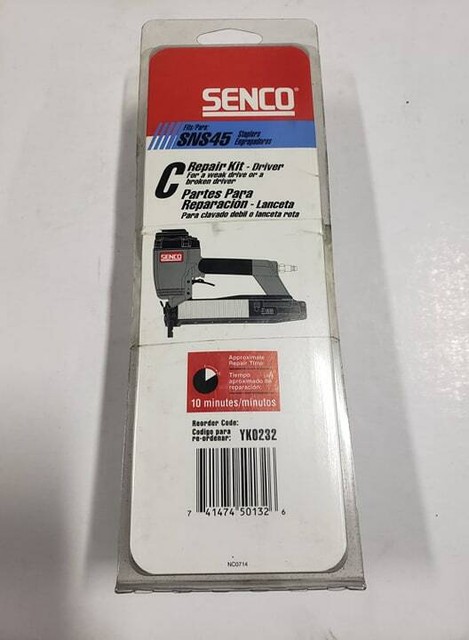 SENCO®
Fits/Para:
SNS45 Staplers
Engrapadoras
C Repair Kit - Driver
For a weak drive or a
broken driver
Partes Para
Reparacion - Lanceta
Para clavado debil o lanceta rota
SENCO
Approximate
Repair Time
Tiempo
aproximado de
reparación
10 minutes/minutos
Reorder Code:
Codigo para
re-ordenar: YK0232
7 41474 50132 6
NC0714